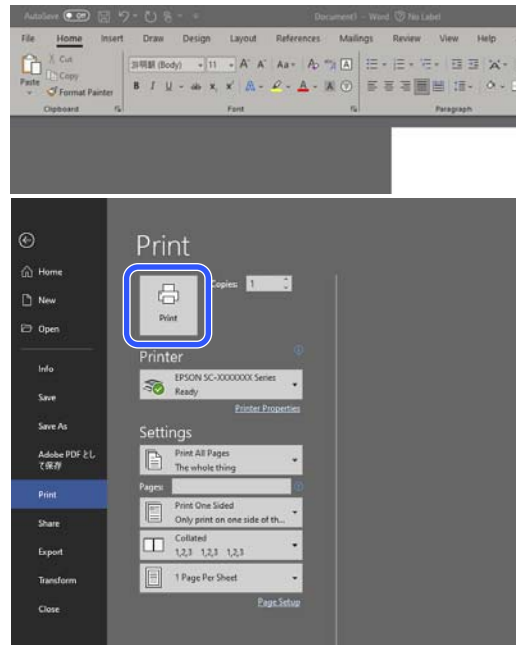 AutoSave Off Document1 - Word No Label
File Home Insert Draw Design Layout References Mailings Review View Help
Cut
Copy
Paste
Format Painter
11 A A Aa A
B I U ab x x A A
Clipboard Font Paragraph
Print
Home
Copies: 1
New
Print
Open
Printer
Info
EPSON SC-XXXXXXX Series
Ready
Save
Printer Properties
Save As
Settings
Adobe PDF とし
て保存
Print All Pages
The whole thing
Print
Pages:
Print One Sided
Only print on one side of th...
Share
Collated
1,2,3 1,2,3 1,2,3
Export
Transform
1 Page Per Sheet
Close
Page Setup